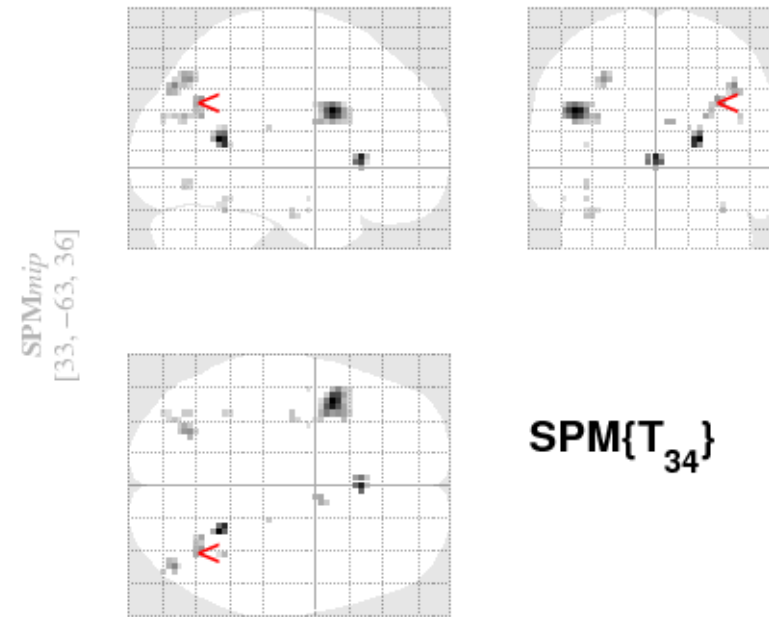 SPMmip
[33, −63, 36]
<
<
<
SPM{T34}